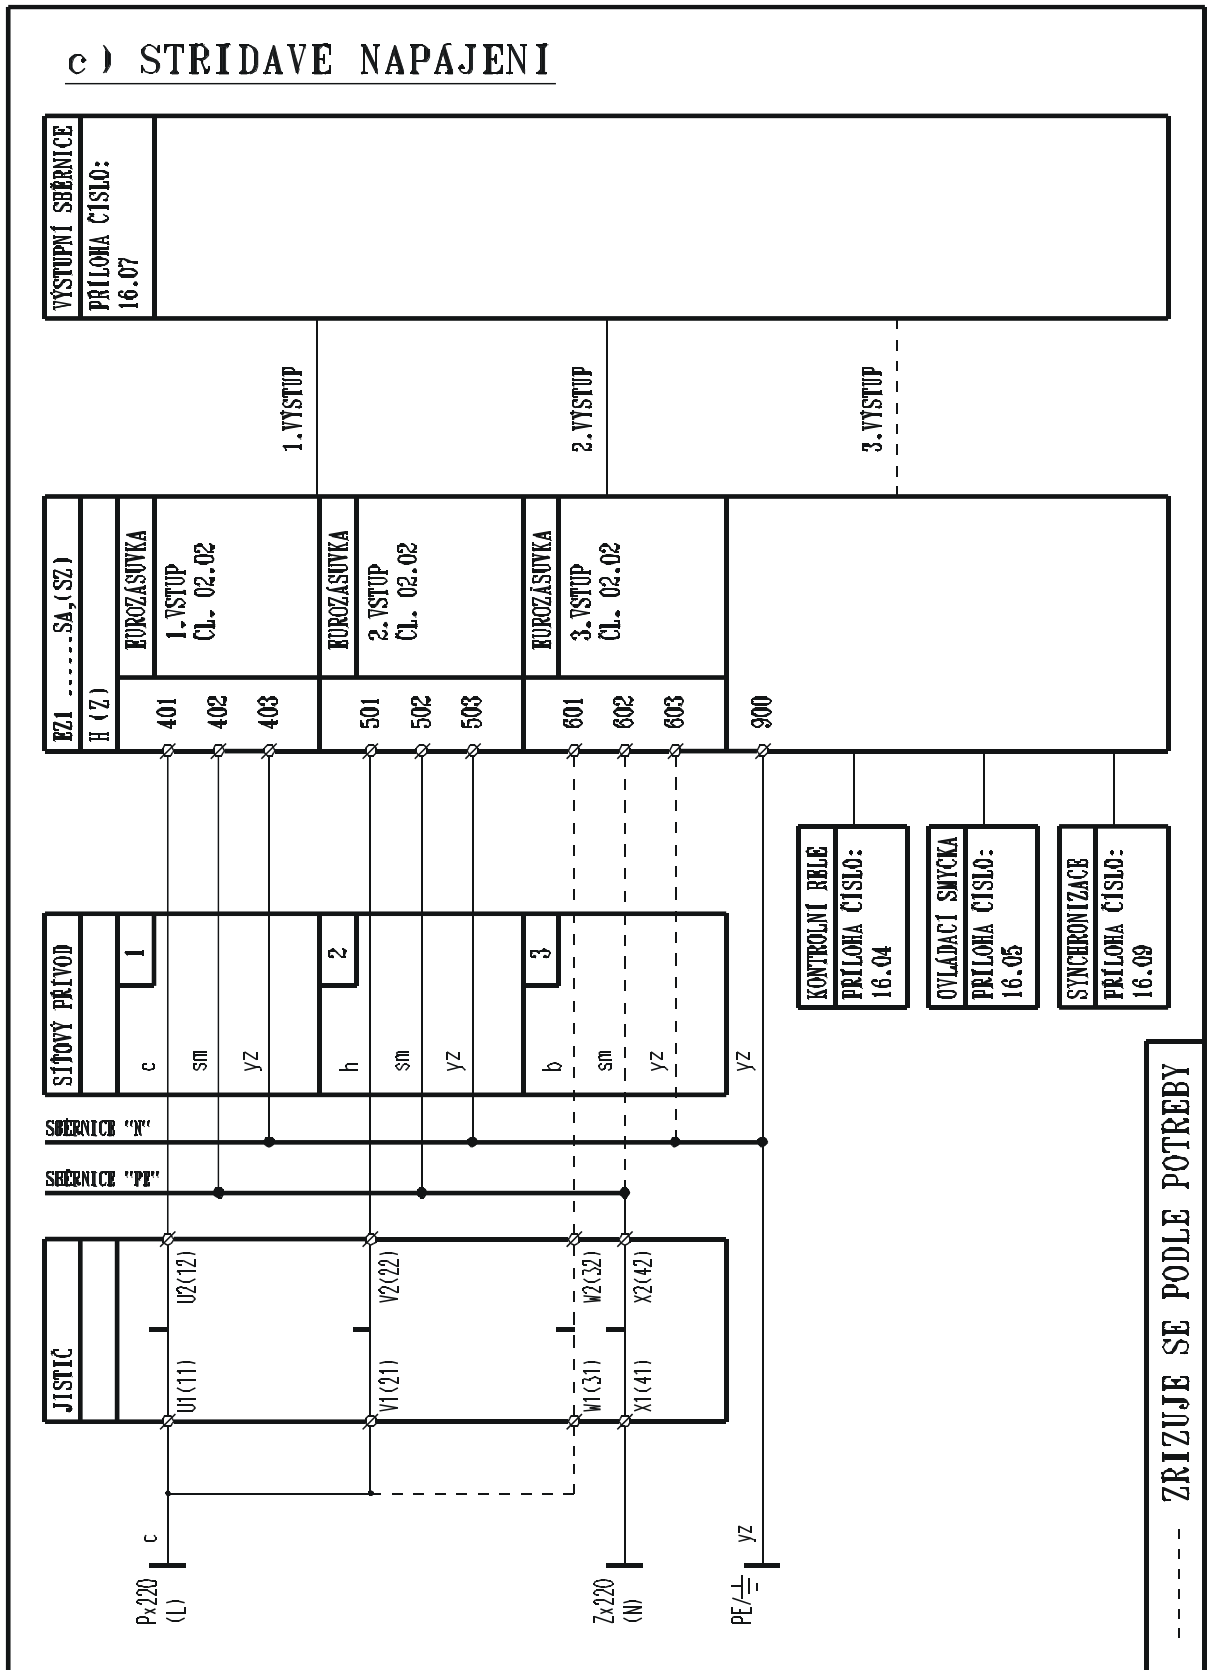 c) STŘÍDAVÉ NAPÁJENÍ
VÝSTUPNÍ SBĚRNICE
PŘÍLOHA ČÍSLO:
16.07
1.VÝSTUP
2.VÝSTUP
3.VÝSTUP
EZ1 ......SA,(SZ)
H (Z)
EUROZÁSUVKA
1.VSTUP
ČL. 02.02
401
402
403
EUROZÁSUVKA
2.VSTUP
ČL. 02.02
501
502
503
EUROZÁSUVKA
3.VSTUP
ČL. 02.02
601
602
603
900
KONTROLNÍ RELÉ
PŘÍLOHA ČÍSLO:
16.04
OVLÁDACÍ SMYČKA
PŘÍLOHA ČÍSLO:
16.05
SYNCHRONIZACE
PŘÍLOHA ČÍSLO:
16.09
SÍŤOVÝ PŘÍVOD
1
c
sm
yz
2
h
sm
yz
3
b
sm
yz
yz
SBĚRNICE "N"
SBĚRNICE "PE"
JISTIČ
U1(11)
U2(12)
V1(21)
V2(22)
W1(31)
W2(32)
X1(41)
X2(42)
Px220
(L)
c
Zx220
(N)
PE/
yz
----- ZŘIZUJE SE PODLE POTŘEBY